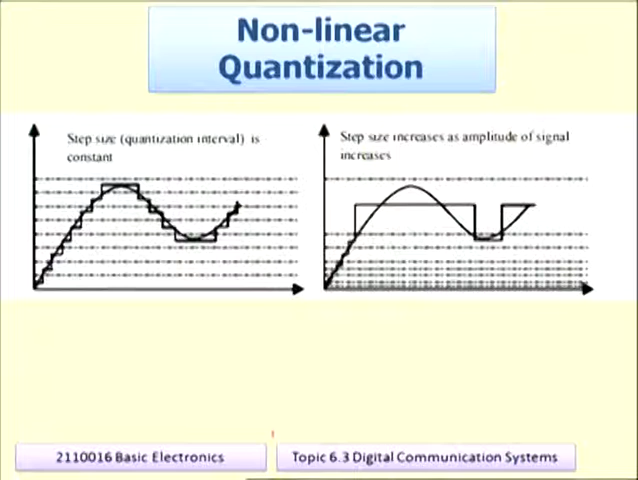 Non-linear
Quantization
Step size (quantization interval) is
constant
Step size increases as amplitude of signal
increases
2110016 Basic Electronics
Topic 6.3 Digital Communication Systems